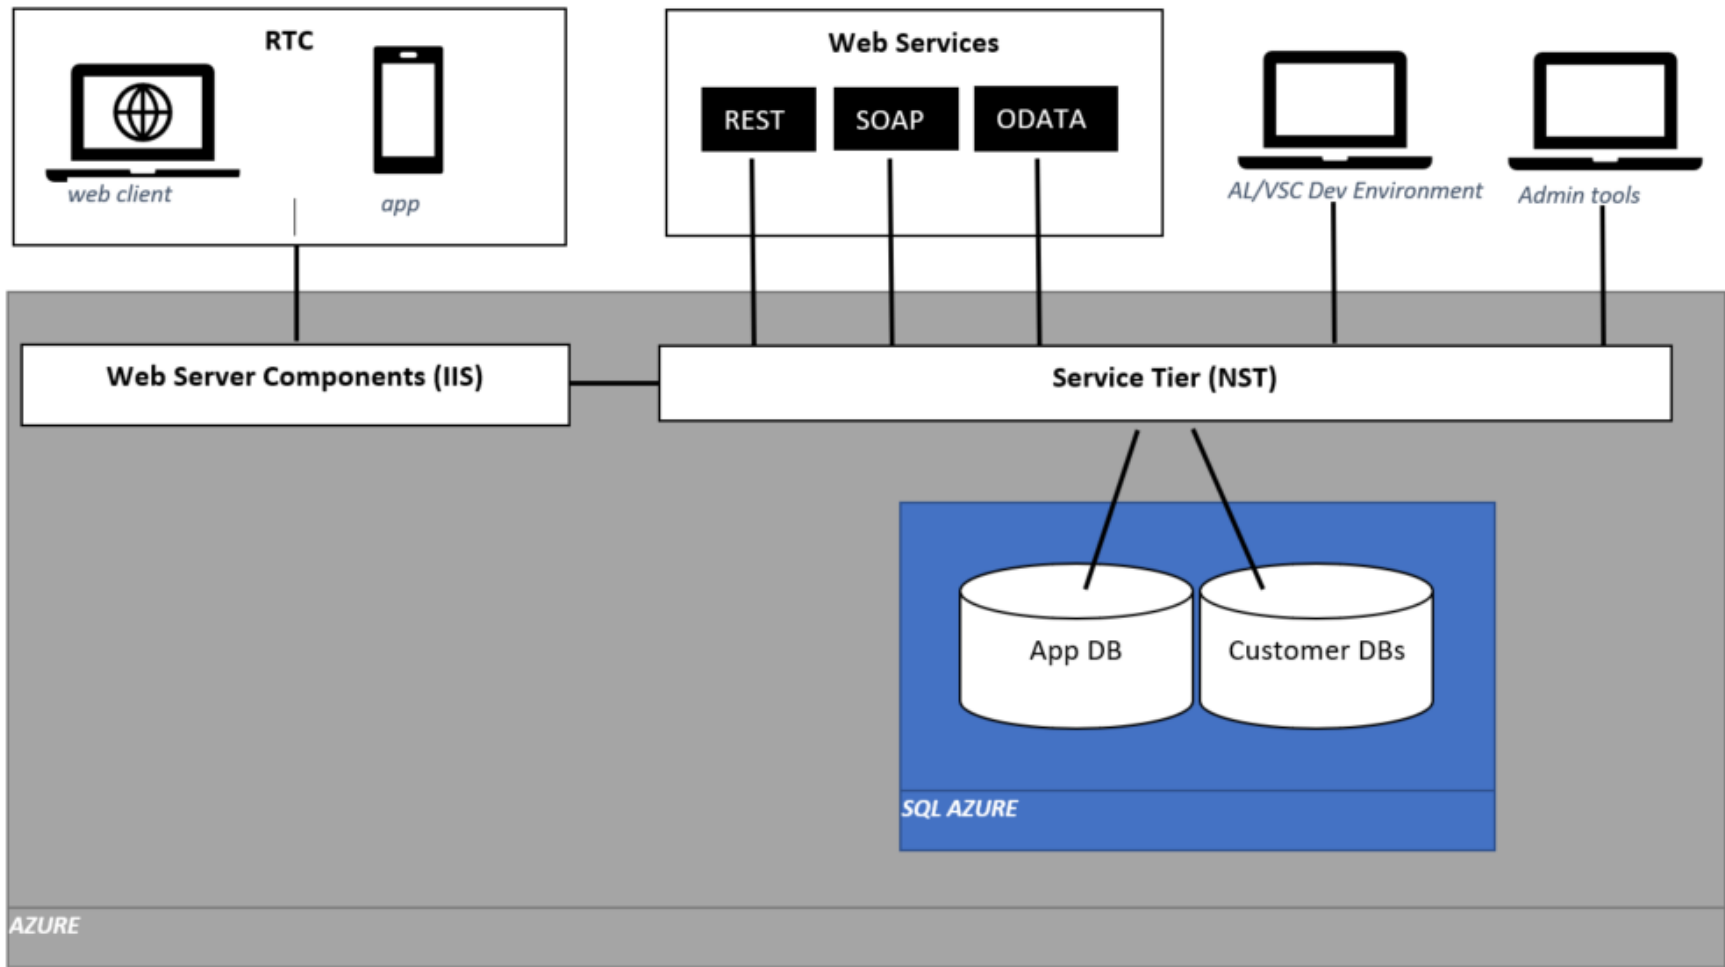 RTC
web client
app
Web Services
REST
SOAP
ODATA
AL/VSC Dev Environment
Admin tools
Web Server Components (IIS)
Service Tier (NST)
App DB
Customer DBs
SQL AZURE
AZURE